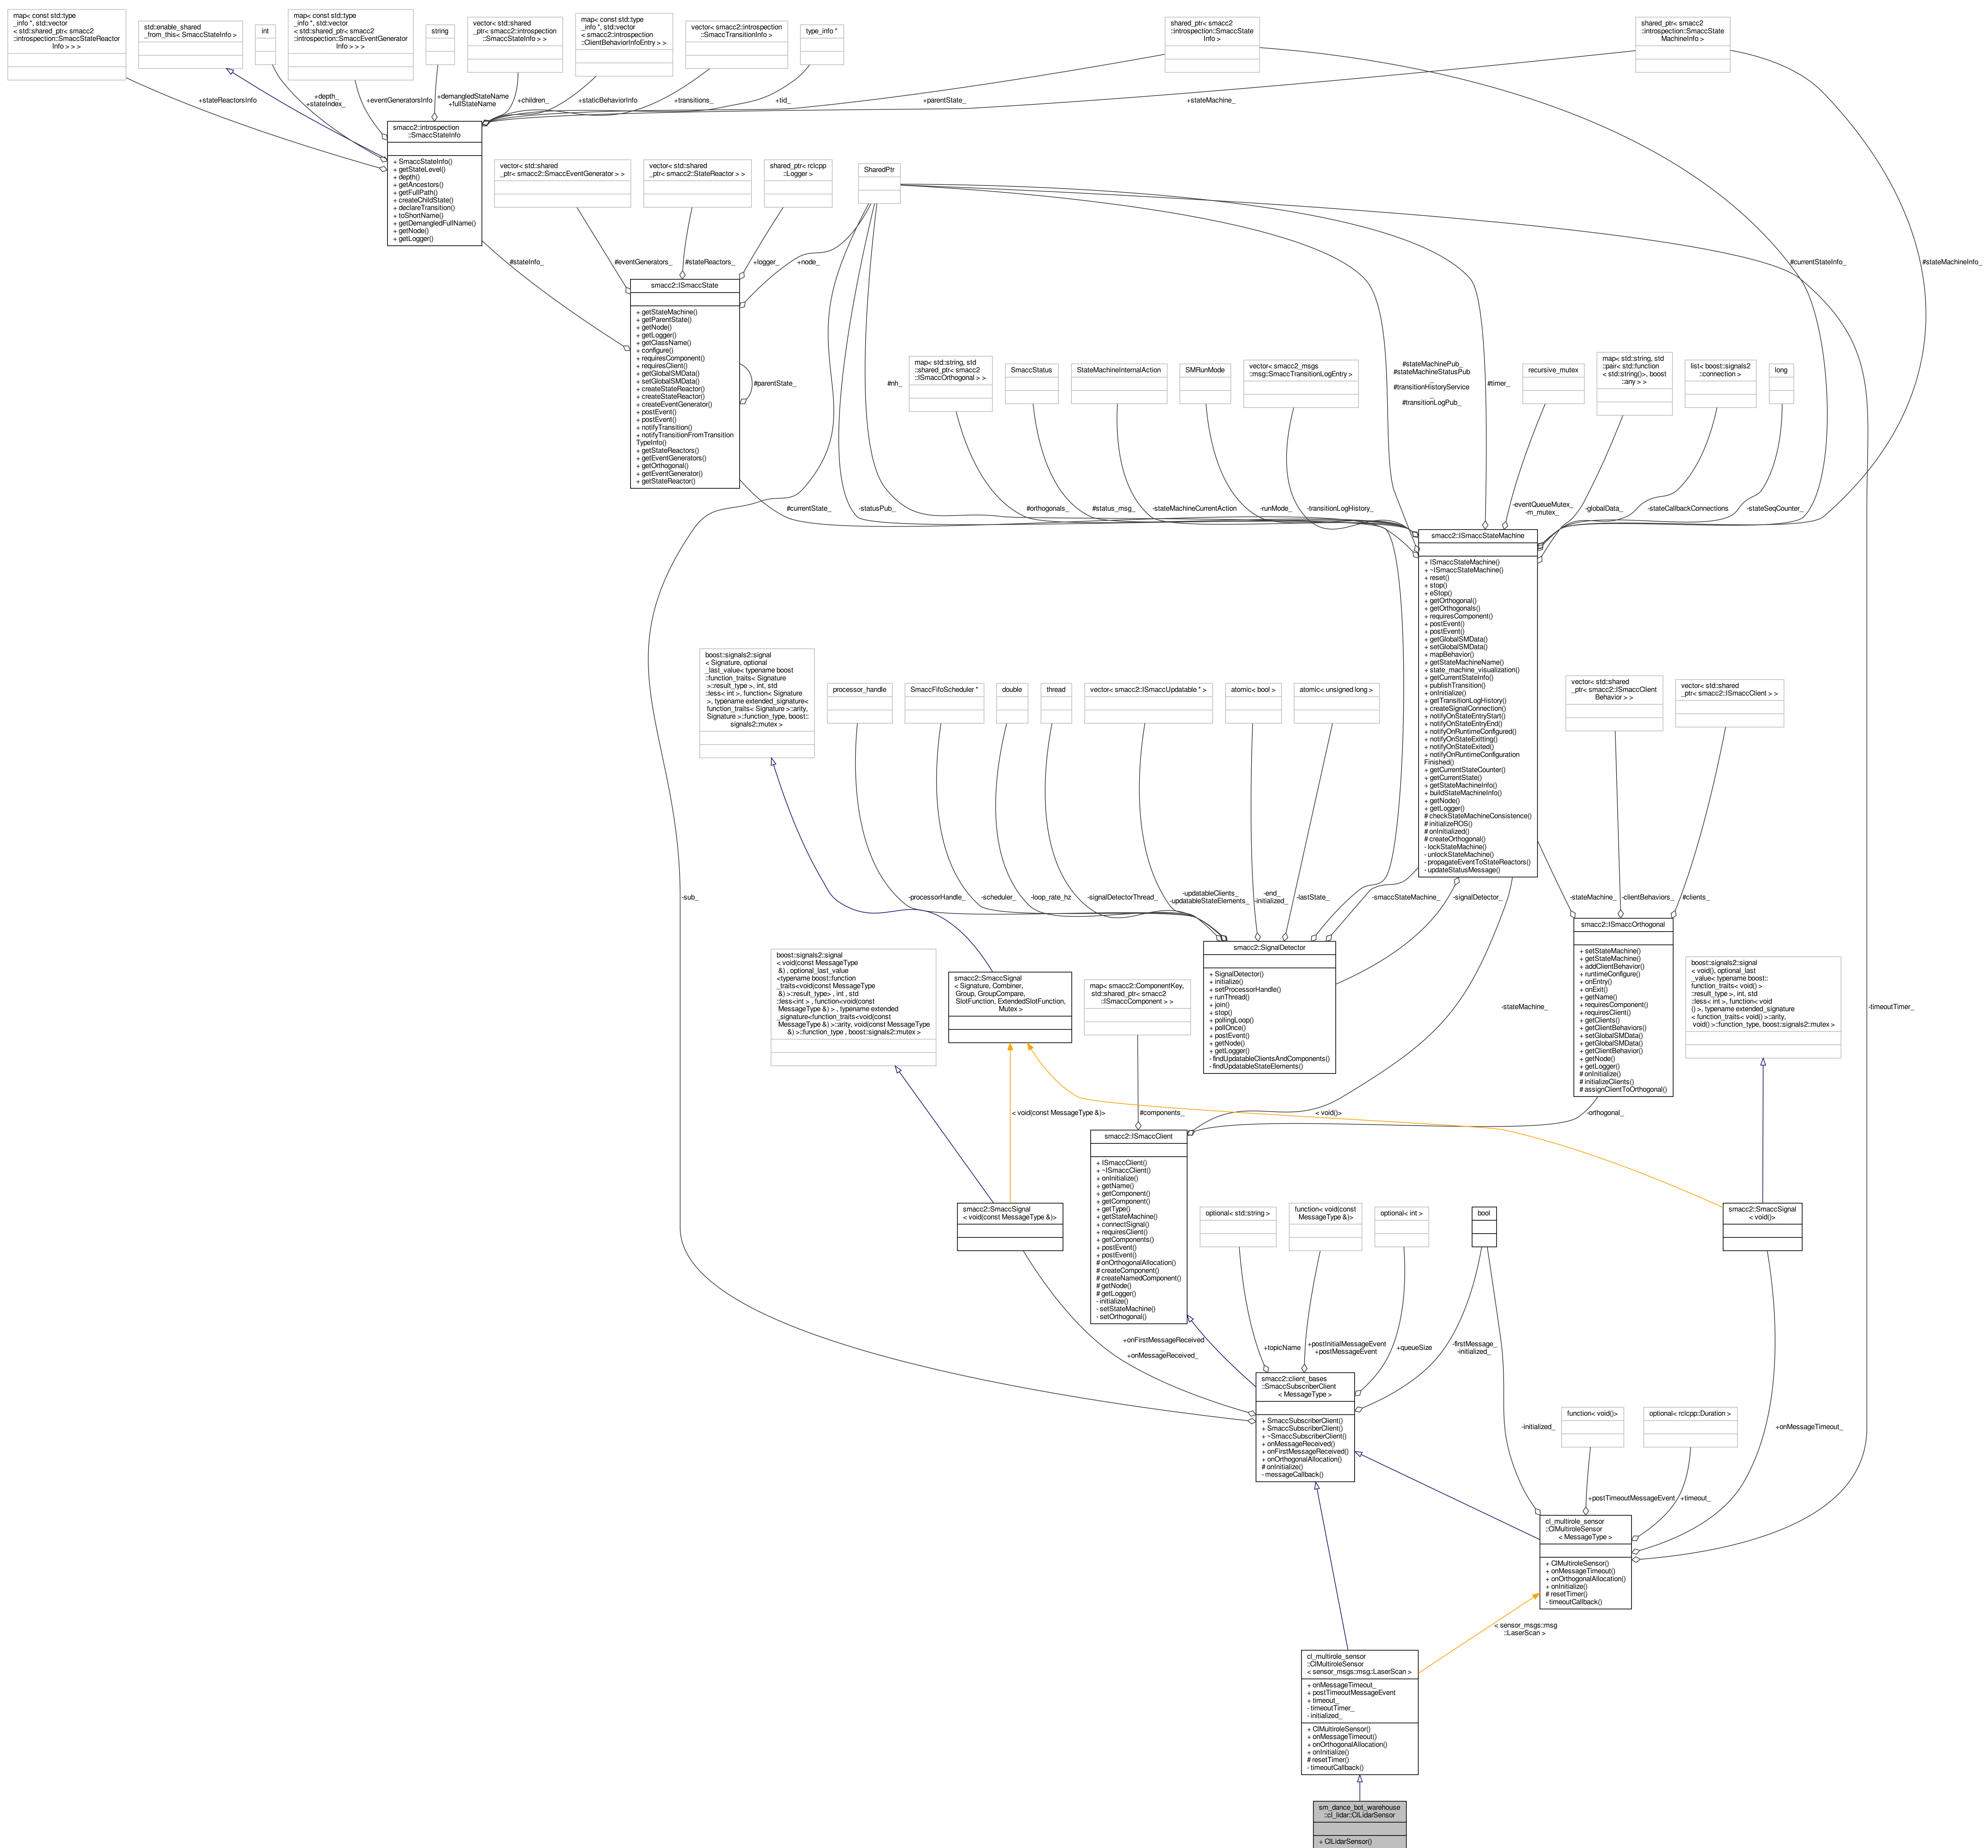 map< const std::type
_info *, std::vector
< std::shared_ptr< smacc2
::introspection::SmaccStateReactor
Info > > >
std::enable_shared
_from_this< SmaccStateInfo >
int
map< const std::type
_info *, std::vector
< std::shared_ptr< smacc2
::introspection::SmaccEventGenerator
Info > > >
string
vector< std::shared
_ptr< smacc2::introspection
::SmaccStateInfo > >
map< const std::type
_info *, std::vector
< smacc2::introspection
::ClientBehaviorInfoEntry > >
vector< smacc2::introspection
::SmaccTransitionInfo >
type_info *
shared_ptr< smacc2
::introspection::SmaccState
Info >
shared_ptr< smacc2
::introspection::SmaccState
MachineInfo >
+stateReactorsInfo
+depth_
+stateIndex_
+eventGeneratorsInfo
+demangledStateName
+fullStateName
+children_
+staticBehaviorInfo
+transitions_
+tid_
+parentState_
+stateMachine_
smacc2::introspection
::SmaccStateInfo
+ SmaccStateInfo()
+ getStateLevel()
+ depth()
+ getAncestors()
+ getFullPath()
+ createChildState()
+ declareTransition()
+ toShortName()
+ getDemangledFullName()
+ getNode()
+ getLogger()
vector< std::shared
_ptr< smacc2::SmaccEventGenerator > >
vector< std::shared
_ptr< smacc2::StateReactor > >
shared_ptr< rclcpp
::Logger >
SharedPtr
#stateInfo_
#eventGenerators_
#stateReactors_
+logger_
+node_
#currentStateInfo_
#stateMachineInfo_
smacc2::ISmaccState
+ getStateMachine()
+ getParentState()
+ getNode()
+ getLogger()
+ getClassName()
+ configure()
+ requiresComponent()
+ requiresClient()
+ getGlobalSMData()
+ setGlobalSMData()
+ createStateReactor()
+ createStateReactor()
+ createEventGenerator()
+ postEvent()
+ postEvent()
+ notifyTransition()
+ notifyTransitionFromTransition
TypeInfo()
+ getStateReactors()
+ getEventGenerators()
+ getOrthogonal()
+ getEventGenerator()
+ getStateReactor()
#parentState_
#nh_
map< std::string, std
::shared_ptr< smacc2
::ISmaccOrthogonal > >
SmaccStatus
StateMachineInternalAction
SMRunMode
vector< smacc2_msgs
::msg::SmaccTransitionLogEntry >
#stateMachinePub_
#stateMachineStatusPub
_
#transitionHistoryService
_
#transitionLogPub_
#timer_
recursive_mutex
map< std::string, std
::pair< std::function
< std::string()>, boost
::any > >
list< boost::signals2
::connection >
long
#currentState_
-statusPub_
#orthogonals_
#status_msg_
-stateMachineCurrentAction
-runMode_
-transitionLogHistory_
-eventQueueMutex_
-m_mutex_
-globalData_
-stateCallbackConnections
-stateSeqCounter_
smacc2::ISmaccStateMachine
+ ISmaccStateMachine()
+ ~ISmaccStateMachine()
+ reset()
+ stop()
+ eStop()
+ getOrthogonal()
+ getOrthogonals()
+ requiresComponent()
+ postEvent()
+ postEvent()
+ getGlobalSMData()
+ setGlobalSMData()
+ mapBehavior()
+ getStateMachineName()
+ state_machine_visualization()
+ getCurrentStateInfo()
+ publishTransition()
+ onInitialize()
+ getTransitionLogHistory()
+ createSignalConnection()
+ notifyOnStateEntryStart()
+ notifyOnStateEntryEnd()
+ notifyOnRuntimeConfigured()
+ notifyOnStateExitting()
+ notifyOnStateExited()
+ notifyOnRuntimeConfiguration
Finished()
+ getCurrentStateCounter()
+ getCurrentState()
+ getStateMachineInfo()
+ buildStateMachineInfo()
+ getNode()
+ getLogger()
# checkStateMachineConsistence()
# initializeROS()
# onInitialized()
# createOrthogonal()
- lockStateMachine()
- unlockStateMachine()
- propagateEventToStateReactors()
- updateStatusMessage()
boost::signals2::signal
< Signature, optional
_last_value< typename boost
::function_traits< Signature
>::result_type >, int, std
::less< int >, function< Signature
>, typename extended_signature<
function_traits< Signature >::arity,
Signature >::function_type, boost::
signals2::mutex >
processor_handle
SmaccFifoScheduler *
double
thread
vector< smacc2::ISmaccUpdatable * >
atomic< bool >
atomic< unsigned long >
vector< std::shared
_ptr< smacc2::ISmaccClient
Behavior > >
vector< std::shared
_ptr< smacc2::ISmaccClient > >
-sub_
-processorHandle_
-scheduler_
-loop_rate_hz
-signalDetectorThread_
-updatableClients_
-updatableStateElements_
-end_
-initialized_
-lastState_
-smaccStateMachine_
-signalDetector_
-stateMachine_
-clientBehaviors_
#clients_
smacc2::SignalDetector
+ SignalDetector()
+ initialize()
+ setProcessorHandle()
+ runThread()
+ join()
+ stop()
+ pollingLoop()
+ pollOnce()
+ postEvent()
+ getNode()
+ getLogger()
- findUpdatableClientsAndComponents()
- findUpdatableStateElements()
smacc2::ISmaccOrthogonal
+ setStateMachine()
+ getStateMachine()
+ addClientBehavior()
+ runtimeConfigure()
+ onEntry()
+ onExit()
+ getName()
+ requiresComponent()
+ requiresClient()
+ getClients()
+ getClientBehaviors()
+ setGlobalSMData()
+ getGlobalSMData()
+ getClientBehavior()
+ getNode()
+ getLogger()
# onInitialize()
# initializeClients()
# assignClientToOrthogonal()
boost::signals2::signal
< void(const MessageType
&) , optional_last_value
<typename boost::function
_traits<void(const MessageType
&) >::result_type> , int , std
::less<int > , function<void(const
MessageType &) > , typename extended
_signature<function_traits<void(const
MessageType &) >::arity, void(const MessageType
&) >::function_type , boost::signals2::mutex >
smacc2::SmaccSignal
< Signature, Combiner,
Group, GroupCompare,
SlotFunction, ExtendedSlotFunction,
Mutex >
map< smacc2::ComponentKey,
std::shared_ptr< smacc2
::ISmaccComponent > >
boost::signals2::signal
< void(), optional_last
_value< typename boost::
function_traits< void() >
::result_type >, int, std
::less< int >, function< void
() >, typename extended_signature
< function_traits< void() >::arity,
void() >::function_type, boost::signals2::mutex >
-stateMachine_
-timeoutTimer_
< void(const MessageType &)>
#components_
< void()>
-orthogonal_
smacc2::ISmaccClient
+ ISmaccClient()
+ ~ISmaccClient()
+ onInitialize()
+ getName()
+ getComponent()
+ getComponent()
+ getType()
+ getStateMachine()
+ connectSignal()
+ requiresClient()
+ getComponents()
+ postEvent()
+ postEvent()
# onOrthogonalAllocation()
# createComponent()
# createNamedComponent()
# getNode()
# getLogger()
- initialize()
- setStateMachine()
- setOrthogonal()
smacc2::SmaccSignal
< void(const MessageType &)>
optional< std::string >
function< void(const
MessageType &)>
optional< int >
bool
smacc2::SmaccSignal
< void()>
+onFirstMessageReceived
_
+onMessageReceived_
+topicName
+postInitialMessageEvent
+postMessageEvent
+queueSize
-firstMessage_
-initialized_
smacc2::client_bases
::SmaccSubscriberClient
< MessageType >
+ SmaccSubscriberClient()
+ SmaccSubscriberClient()
+ ~SmaccSubscriberClient()
+ onMessageReceived()
+ onFirstMessageReceived()
+ onOrthogonalAllocation()
# onInitialize()
- messageCallback()
-initialized_
function< void()>
optional< rclcpp::Duration >
+onMessageTimeout_
+postTimeoutMessageEvent
+timeout_
cl_multirole_sensor
::ClMultiroleSensor
< MessageType >
+ ClMultiroleSensor()
+ onMessageTimeout()
+ onOrthogonalAllocation()
+ onInitialize()
# resetTimer()
- timeoutCallback()
< sensor_msgs::msg
::LaserScan >
cl_multirole_sensor
::ClMultiroleSensor
< sensor_msgs::msg::LaserScan >
+ onMessageTimeout_
+ postTimeoutMessageEvent
+ timeout_
- timeoutTimer_
- initialized_
+ ClMultiroleSensor()
+ onMessageTimeout()
+ onOrthogonalAllocation()
+ onInitialize()
# resetTimer()
- timeoutCallback()
sm_dance_bot_warehouse
::cl_lidar::ClLidarSensor
+ ClLidarSensor()